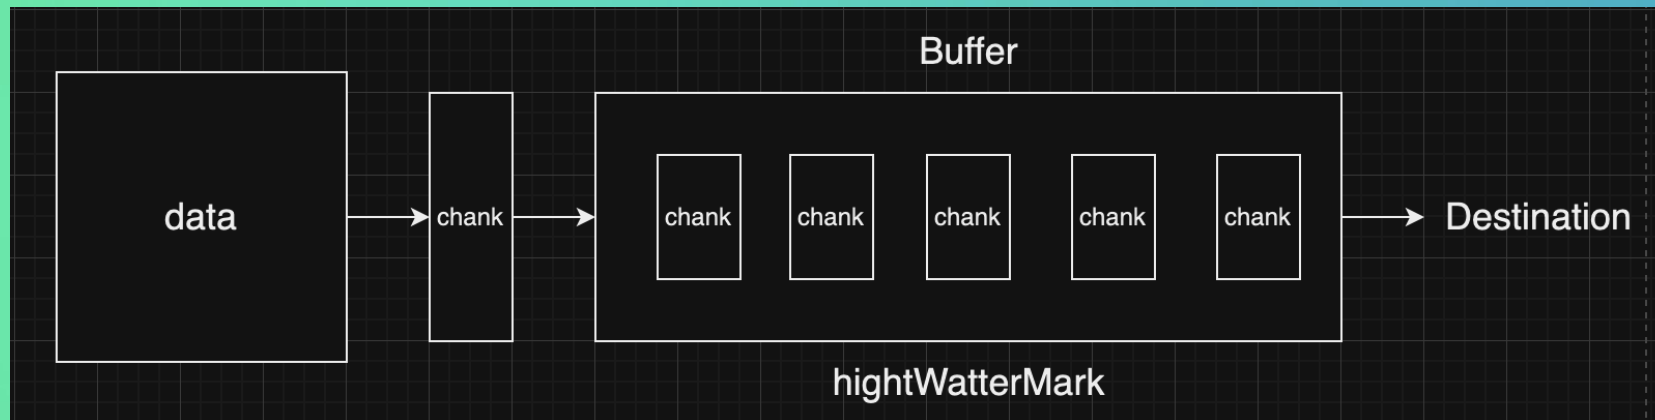 Buffer
data
chank
chank
chank
chank
chank
chank
Destination
hightWatterMark